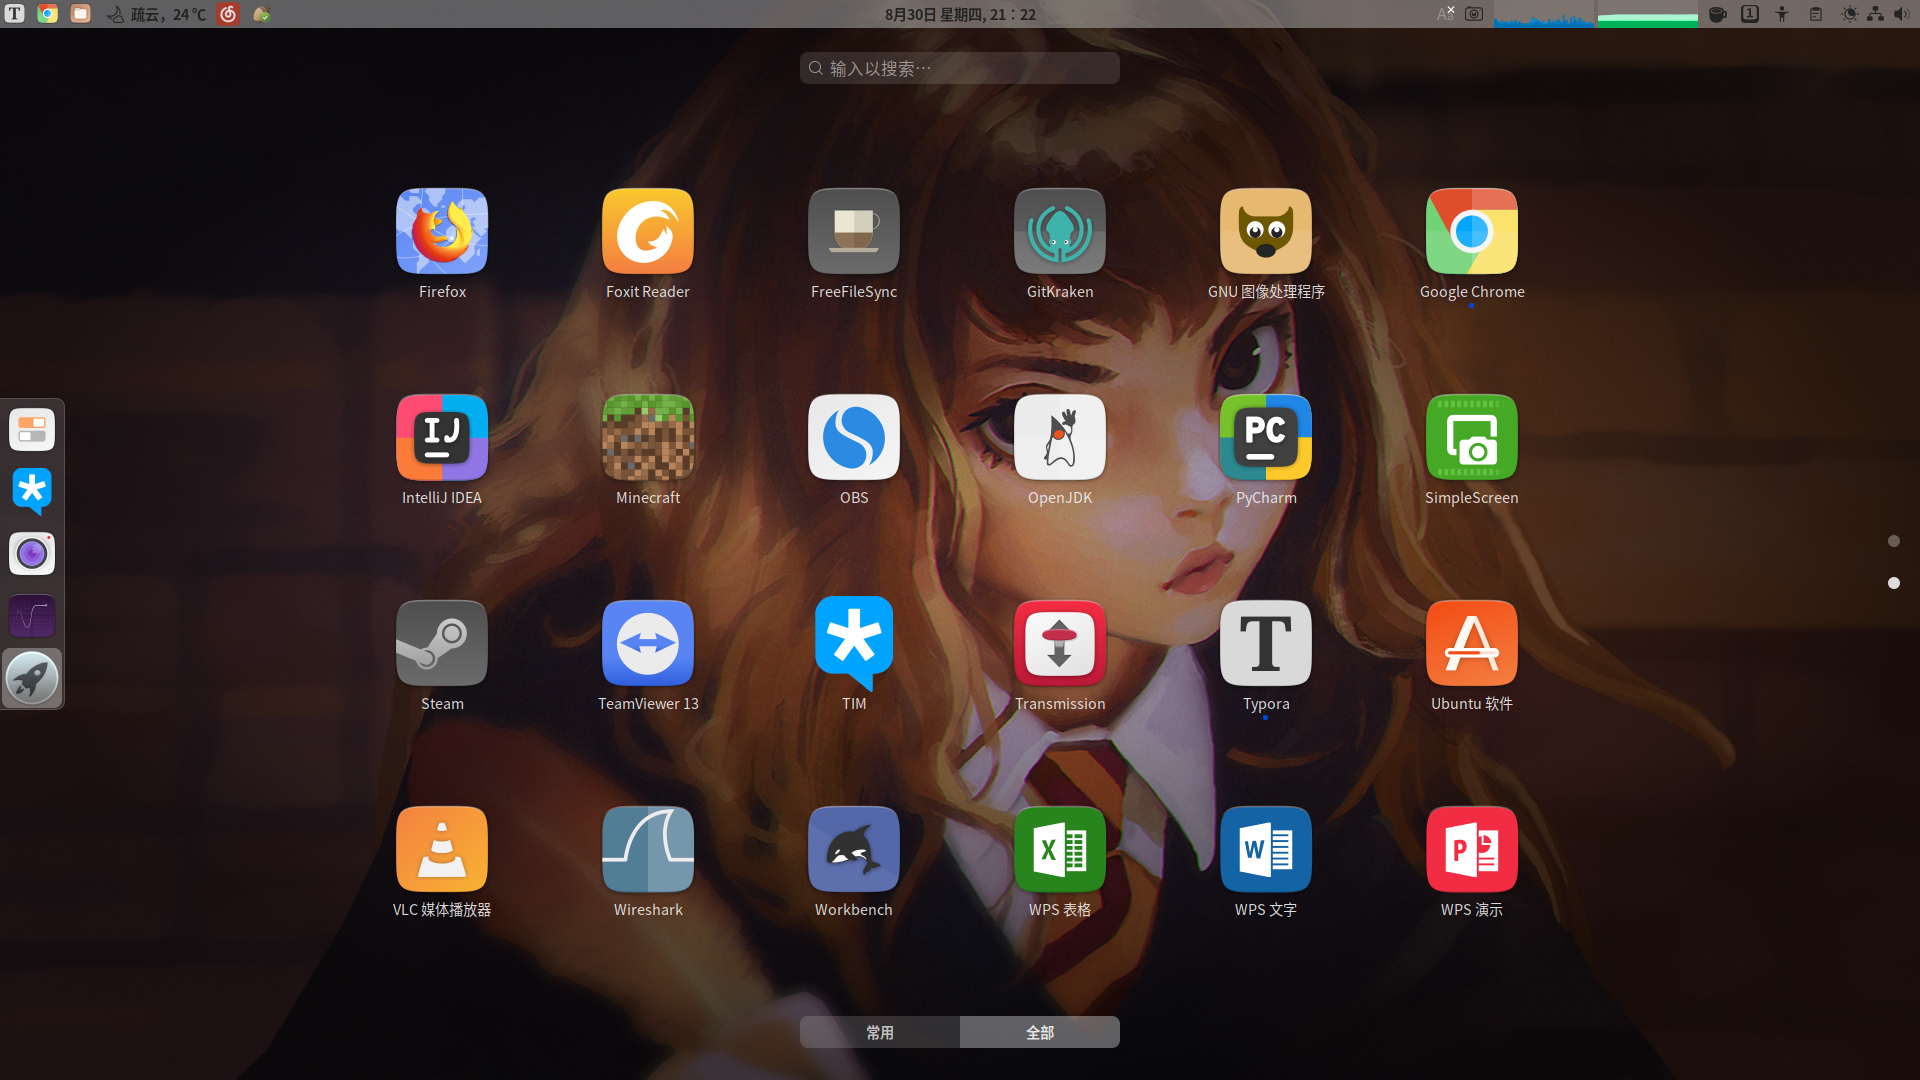 T
疏云，24 ℃
8月30日 星期四, 21∶22
1
输入以搜索…
Firefox
Foxit Reader
FreeFileSync
GitKraken
GNU 图像处理程序
Google Chrome
IJ
PC
IntelliJ IDEA
Minecraft
OBS
OpenJDK
PyCharm
SimpleScreen
T
Steam
TeamViewer 13
TIM
Transmission
Typora
Ubuntu 软件
X
W
P
VLC 媒体播放器
Wireshark
Workbench
WPS 表格
WPS 文字
WPS 演示
常用
全部